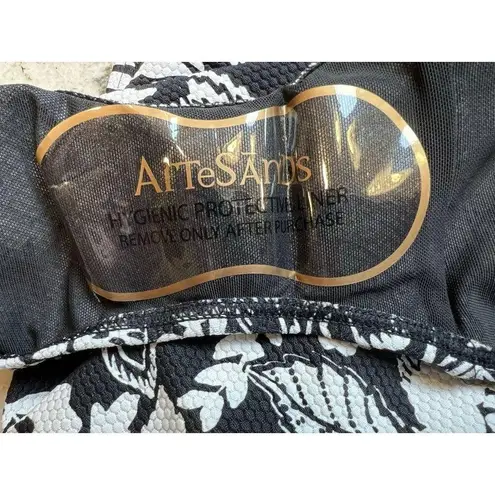 ARTESANDS
HYGIENIC PROTECTIVE LINER
REMOVE ONLY AFTER PURCHASE